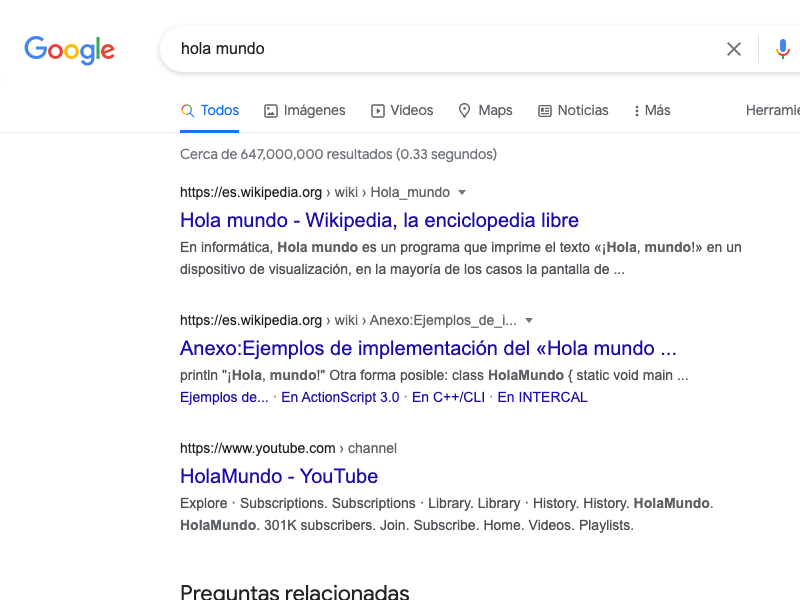 Google
hola mundo
Todos Imágenes Videos Maps Noticias Más Herramie
Cerca de 647,000,000 resultados (0.33 segundos)
https://es.wikipedia.org › wiki › Hola_mundo
Hola mundo - Wikipedia, la enciclopedia libre
En informática, Hola mundo es un programa que imprime el texto «¡Hola, mundo!» en un
dispositivo de visualización, en la mayoría de los casos la pantalla de ...
https://es.wikipedia.org › wiki › Anexo:Ejemplos_de_i...
Anexo:Ejemplos de implementación del «Hola mundo ...
println "¡Hola, mundo!" Otra forma posible: class HolaMundo { static void main ...
Ejemplos de... · En ActionScript 3.0 · En C++/CLI · En INTERCAL
https://www.youtube.com › channel
HolaMundo - YouTube
Explore · Subscriptions. Subscriptions · Library. Library · History. History. HolaMundo.
HolaMundo. 301K subscribers. Join. Subscribe. Home. Videos. Playlists.
Preguntas relacionadas